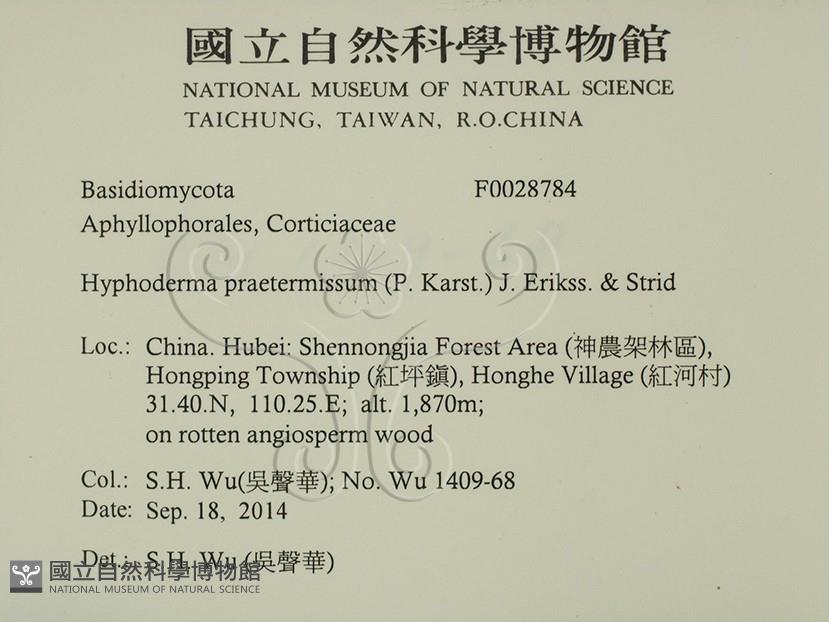 國立自然科學博物館
NATIONAL MUSEUM OF NATURAL SCIENCE
TAICHUNG, TAIWAN, R.O.CHINA
Basidiomycota F0028784
Aphyllophorales, Corticiaceae
Hyphoderma praetermissum (P. Karst.) J. Erikss. & Strid
Loc.: China. Hubei: Shennongjia Forest Area (神農架林區),
Hongping Township (紅坪鎮), Honghe Village (紅河村)
31.40.N, 110.25.E; alt. 1,870m;
on rotten angiosperm wood
Col.: S.H. Wu(吳聲華); No. Wu 1409-68
Date: Sep. 18, 2014
Det.: S.H. Wu (吳聲華)
國立自然科學博物館
NATIONAL MUSEUM OF NATURAL SCIENCE